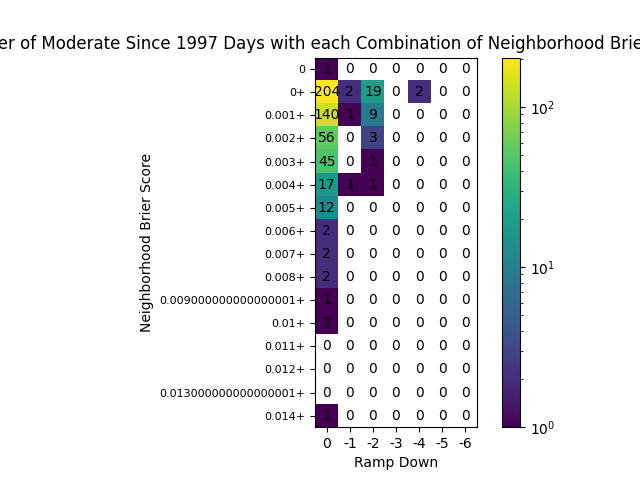 er of Moderate Since 1997 Days with each Combination of Neighborhood Brie
Neighborhood Brier Score
0 1 0 0 0 0 0 0
0+ 204 2 19 0 2 0 0
0.001+ 140 1 9 0 0 0 0
0.002+ 56 0 3 0 0 0 0
0.003+ 45 0 1 0 0 0 0
0.004+ 17 1 1 0 0 0 0
0.005+ 12 0 0 0 0 0 0
0.006+ 2 0 0 0 0 0 0
0.007+ 2 0 0 0 0 0 0
0.008+ 2 0 0 0 0 0 0
0.009000000000000001+ 1 0 0 0 0 0 0
0.01+ 1 0 0 0 0 0 0
0.011+ 0 0 0 0 0 0 0
0.012+ 0 0 0 0 0 0 0
0.013000000000000001+ 0 0 0 0 0 0 0
0.014+ 1 0 0 0 0 0 0
0 -1 -2 -3 -4 -5 -6
Ramp Down
10²
10¹
10⁰